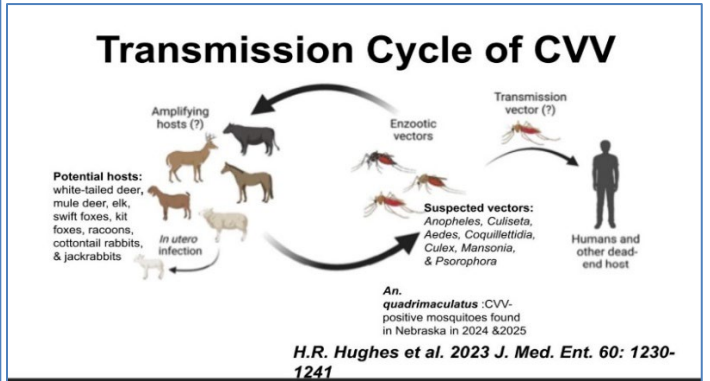 Transmission Cycle of CVV
Amplifying
hosts (?)
Potential hosts:
white-tailed deer,
mule deer, elk,
swift foxes, kit
foxes, racoons,
cottontail rabbits,
& jackrabbits
In utero
infection
Enzootic
vectors
Suspected vectors:
Anopheles, Culiseta,
Aedes, Coquillettidia,
Culex, Mansonia,
& Psorophora
Transmission
vector (?)
Humans and
other dead-
end host
An.
quadrimaculatus :CVV-
positive mosquitoes found
in Nebraska in 2024 &2025
H.R. Hughes et al. 2023 J. Med. Ent. 60: 1230-
1241